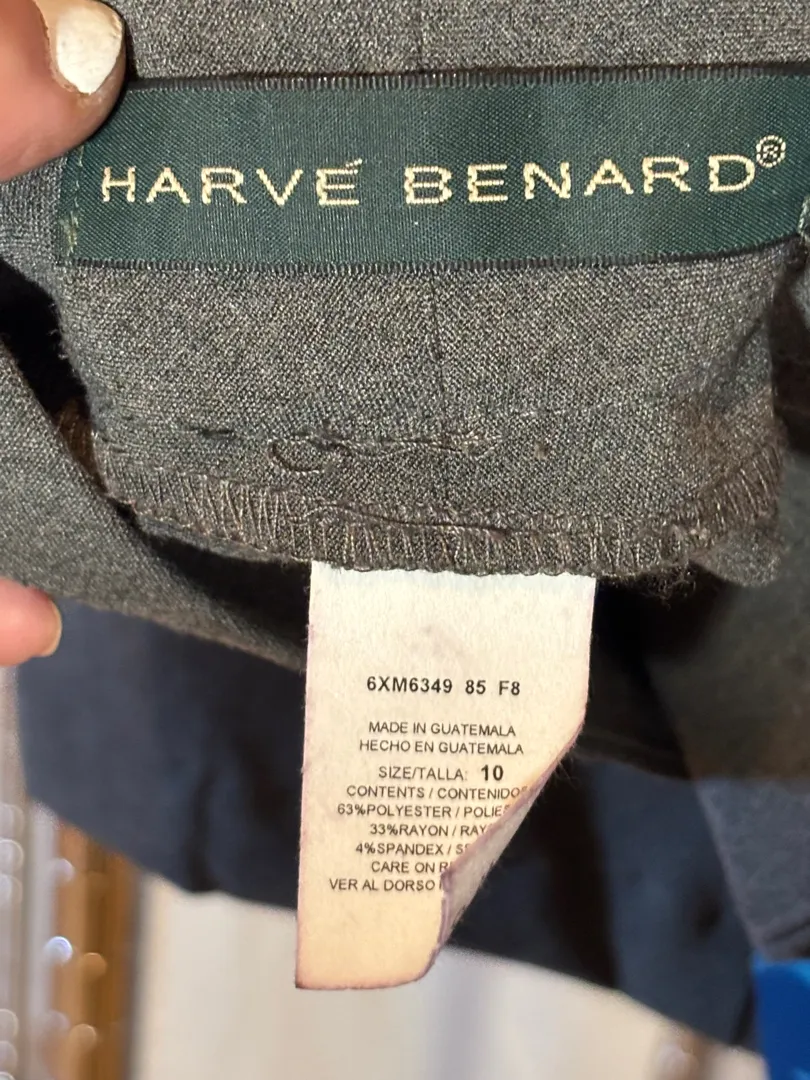 HARVÉ BENARD®
6XM6349 85 F8
MADE IN GUATEMALA
HECHO EN GUATEMALA
SIZE/TALLA: 10
CONTENTS / CONTENIDO
63%POLYESTER /
33%RAYON /
4%SPANDEX /
CARE ON
VER AL DORSO